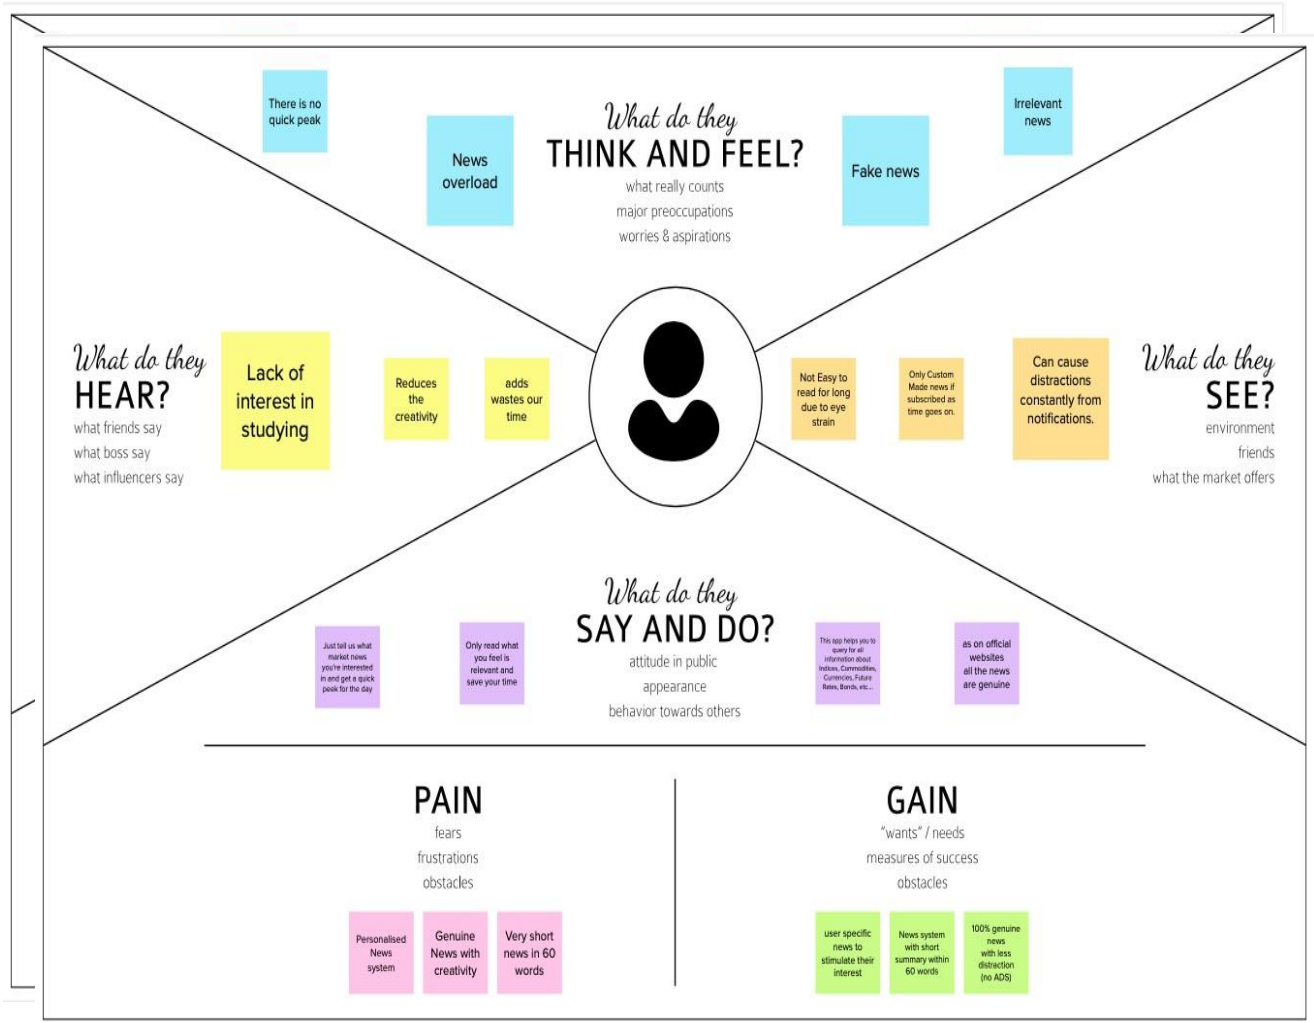 There is no
quick peak
News
overload
What do they
THINK AND FEEL?
what really counts
major preoccupations
worries & aspirations
Fake news
Irrelevant
news
What do they
HEAR?
what friends say
what boss say
what influencers say
Lack of
interest in
studying
Reduces
the
creativity
adds
wastes our
time
Not Easy to
read for long
due to eye
strain
Only Custom
Made news if
subscribed as
time goes on.
Can cause
distractions
constantly from
notifications.
What do they
SEE?
environment
friends
what the market offers
What do they
SAY AND DO?
attitude in public
appearance
behavior towards others
Just tell us what
market news
you're interested
in and get a quick
peek for the day
Only read what
you feel is
relevant and
save your time
This app helps you to
query for all
information about
Indices, Commodities,
Currencies, Future
Rates, Bonds, etc...
as on official
websites
all the news
are genuine
PAIN
fears
frustrations
obstacles
Personalised
News
system
Genuine
News with
creativity
Very short
news in 60
words
GAIN
"wants" / needs
measures of success
obstacles
user specific
news to
stimulate their
interest
News system
with short
summary within
60 words
100% genuine
news
with less
distraction
(no ADS)